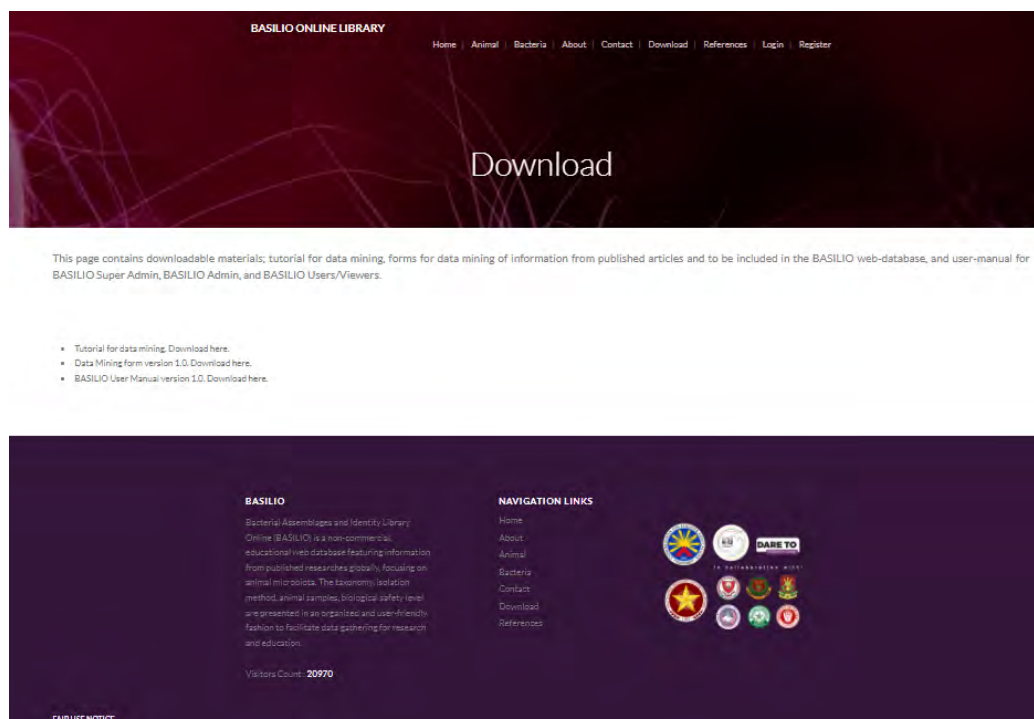 BASILIO ONLINE LIBRARY
Home | Animal | Bacteria | About | Contact | Download | References | Login | Register
Download
This page contains downloadable materials; tutorial for data mining, forms for data mining of information from published articles and to be included in the BASILIO web-database, and user-manual for
BASILIO Super Admin, BASILIO Admin, and BASILIO Users/Viewers.
Tutorial for data mining. Download here.
Data Mining form version 1.0. Download here.
BASILIO User Manual version 1.0. Download here.
BASILIO
Bacterial Assemblages and Identity Library
Online (BASILIO) is a non-commercial,
educational web database featuring information
from published researches globally, focusing on
animal microbiota. The taxonomy, isolation
method, animal samples, biological safety level
are presented in an organized and user-friendly
fashion to facilitate data gathering for research
and education.
Visitors Count : 20970
NAVIGATION LINKS
Home
About
Animal
Bacteria
Contact
Download
References
DARE TO
in collaboration with:
FAIR USE NOTICE